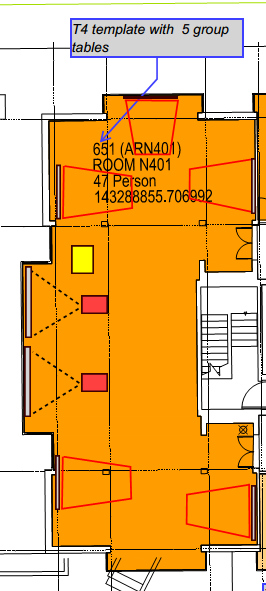 T4 template with 5 group
tables
651 (ARN401)
ROOM N401
47 Person
143288855.706992